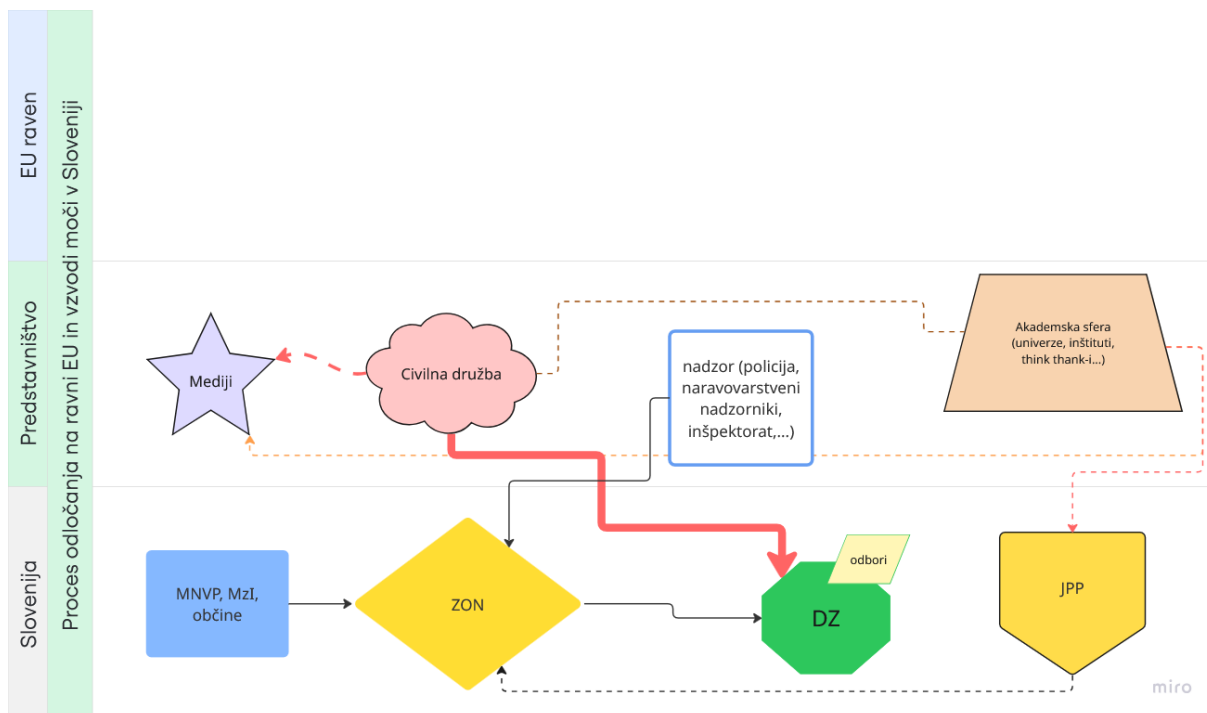 Proces odločanja na ravni EU in vzvodi moči v Sloveniji
EU raven
Predstavništvo
Mediji
Civilna družba
nadzor (policija,
naravovarstveni
nadzorniki,
inšpektorat,...)
Akademska sfera
(univerze, inštituti,
think thank-i...)
Slovenija
MNVP, MzI,
občine
ZON
odbori
DZ
JPP
miro